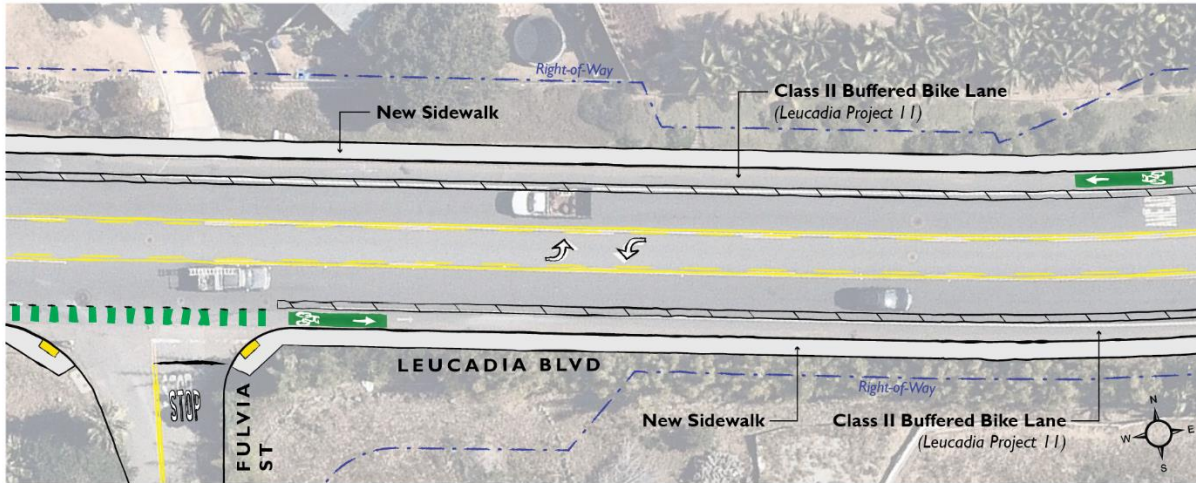 Right-of-Way
Class II Buffered Bike Lane
(Leucadia Project 11)
New Sidewalk
LEUCADIA BLVD
Right-of-Way
STOP
FULVIA
ST
New Sidewalk
Class II Buffered Bike Lane
(Leucadia Project 11)
N
W
E
S